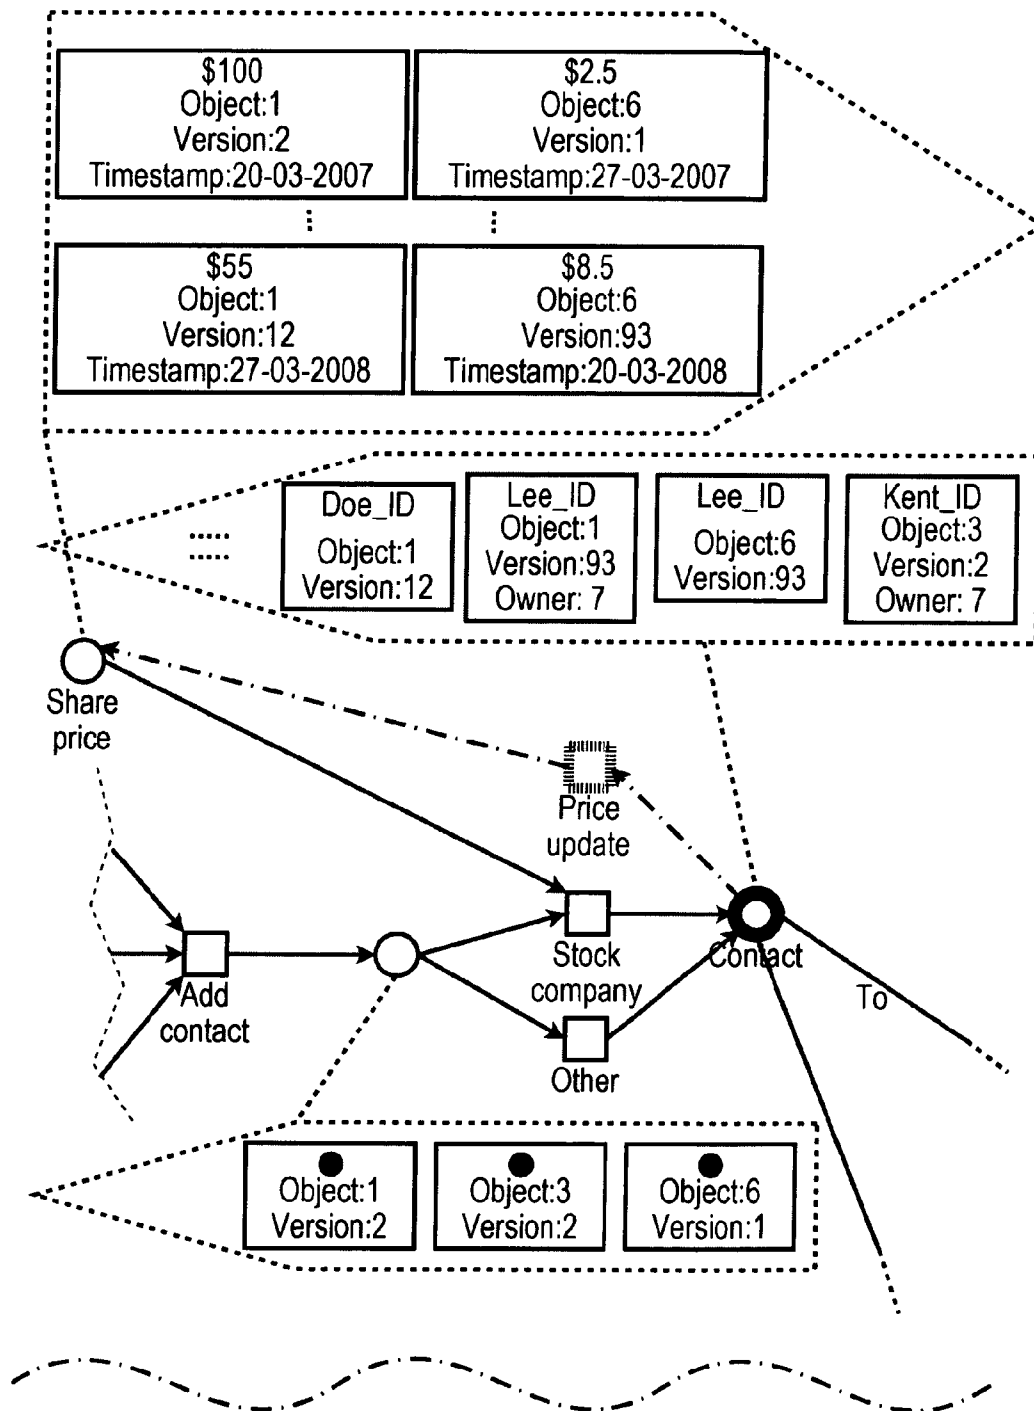 $100
Object:1
Version:2
Timestamp:20-03-2007
$2.5
Object:6
Version:1
Timestamp:27-03-2007
$55
Object:1
Version:12
Timestamp:27-03-2008
$8.5
Object:6
Version:93
Timestamp:20-03-2008
Doe_ID
Object:1
Version:12
Lee_ID
Object:1
Version:93
Owner: 7
Lee_ID
Object:6
Version:93
Kent_ID
Object:3
Version:2
Owner: 7
Share
price
Price
update
Add
contact
Stock
company
Other
Contact
To
Object:1
Version:2
Object:3
Version:2
Object:6
Version:1